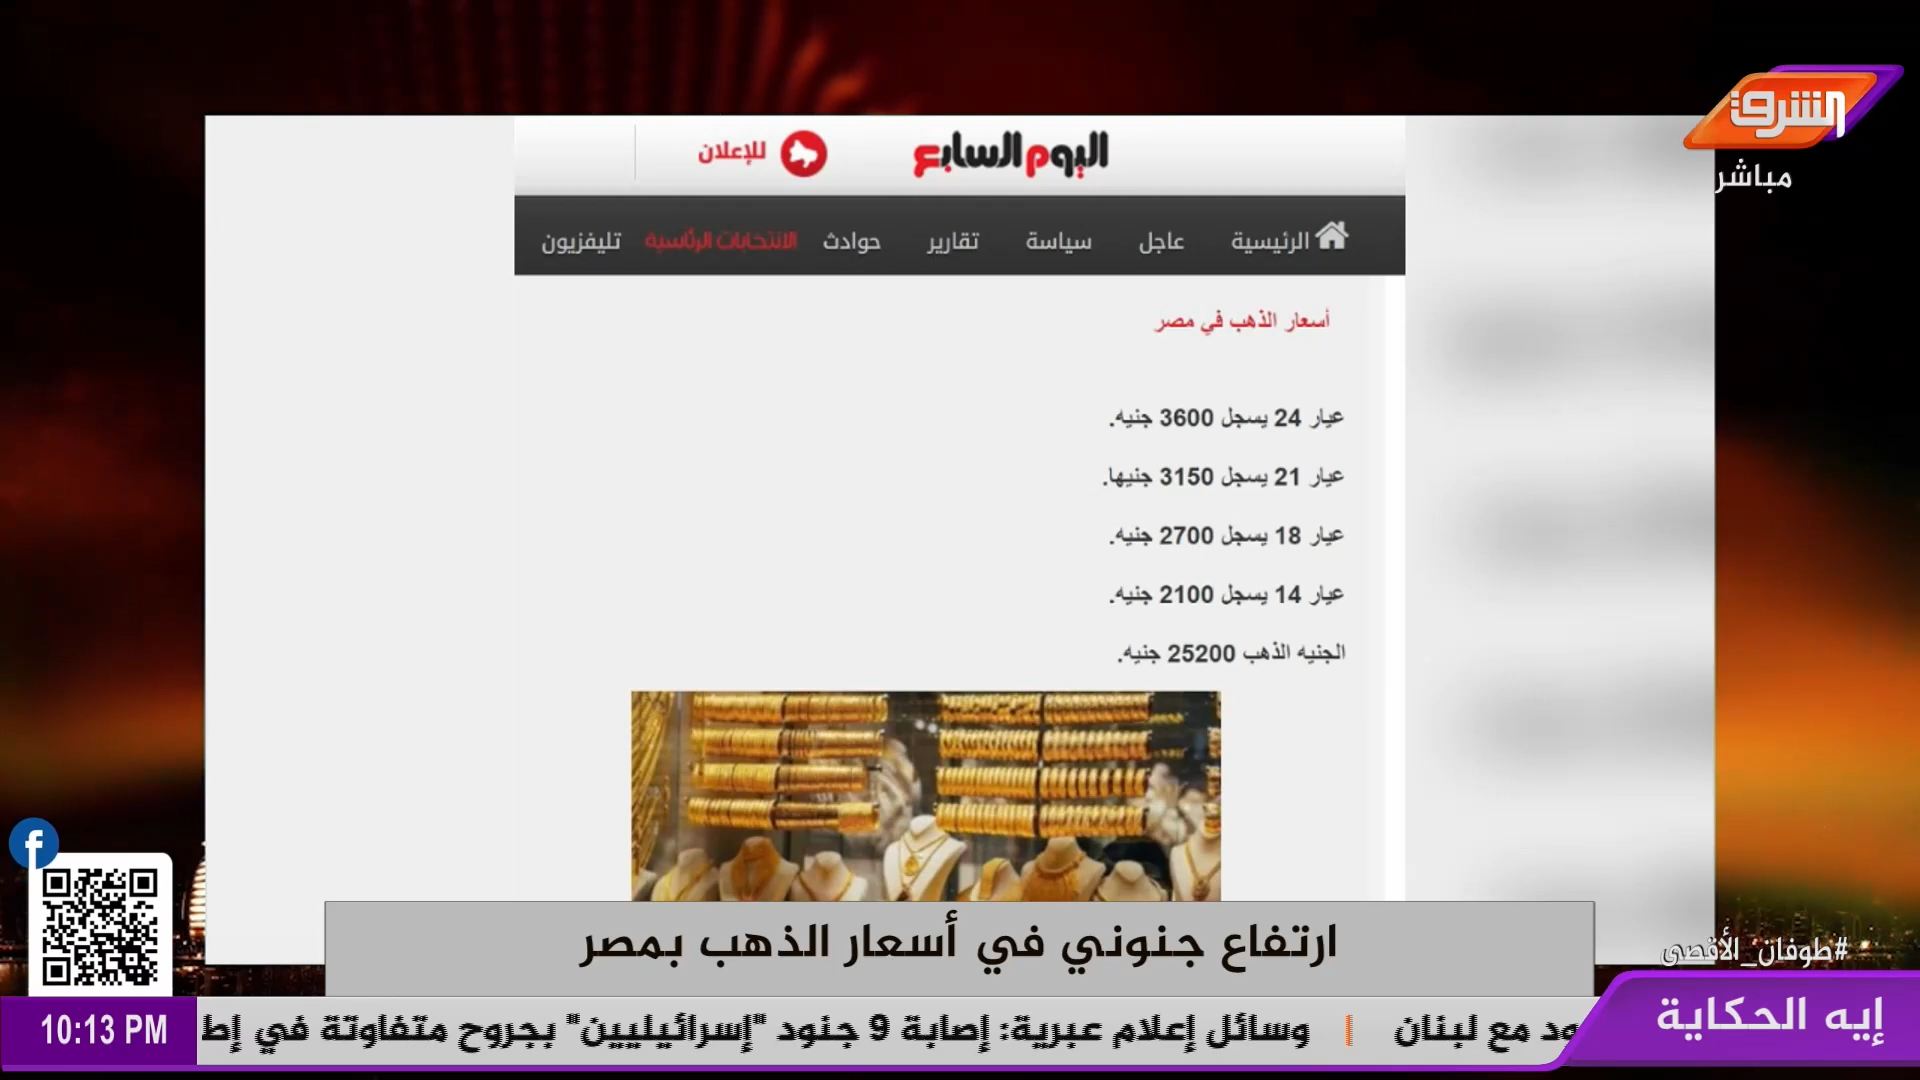 الشرق
مباشر
اليوم السابع
للإعلان
الرئيسية عاجل سياسة تقارير حوادث الانتخابات الرئاسية تليفزيون
أسعار الذهب في مصر
عيار 24 يسجل 3600 جنيه.
عيار 21 يسجل 3150 جنيها.
عيار 18 يسجل 2700 جنيه.
عيار 14 يسجل 2100 جنيه.
الجنيه الذهب 25200 جنيه.
ارتفاع جنوني في أسعار الذهب بمصر
#طوفان_الأقصى
إيه الحكاية
مع لبنان | وسائل إعلام عبرية: إصابة 9 جنود "إسرائيليين" بجروح متفاوتة في
10:13 PM